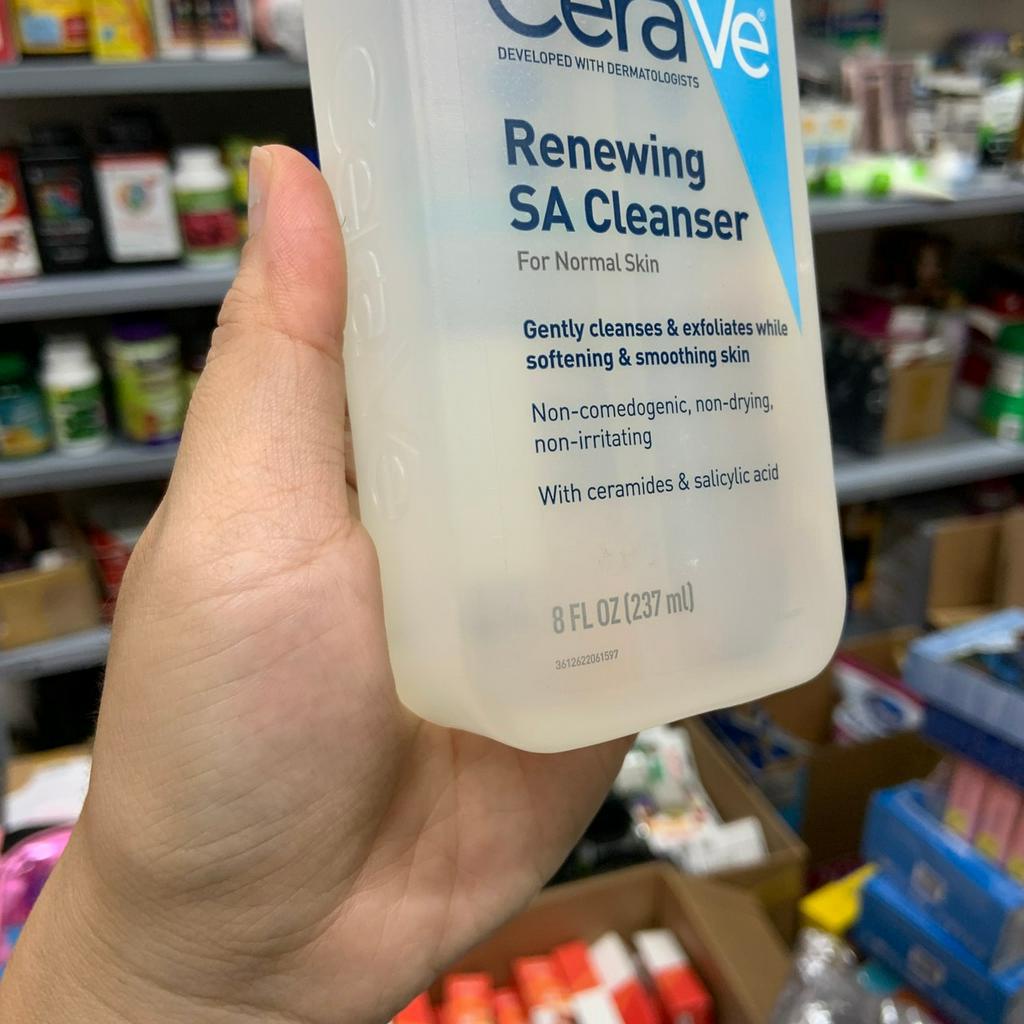 CeraVe®
DEVELOPED WITH DERMATOLOGISTS
Renewing
SA Cleanser
For Normal Skin
Gently cleanses & exfoliates while
softening & smoothing skin
Non-comedogenic, non-drying,
non-irritating
With ceramides & salicylic acid
8 FL OZ (237 ml)
3612622061597